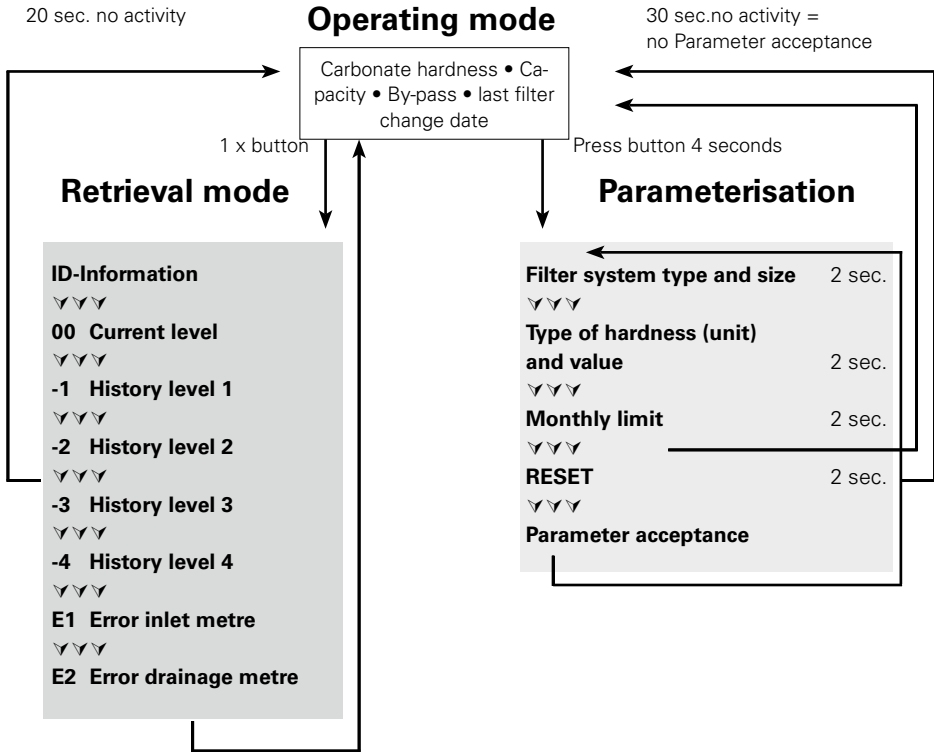 20 sec. no activity
Operating mode
30 sec.no activity =
no Parameter acceptance
Carbonate hardness • Ca-
pacity • By-pass • last filter
change date
1 x button
Press button 4 seconds
Retrieval mode
ID-Information
00 Current level
-1 History level 1
-2 History level 2
-3 History level 3
-4 History level 4
E1 Error inlet metre
E2 Error drainage metre
Parameterisation
Filter system type and size 2 sec.
Type of hardness (unit)
and value 2 sec.
Monthly limit 2 sec.
RESET 2 sec.
Parameter acceptance